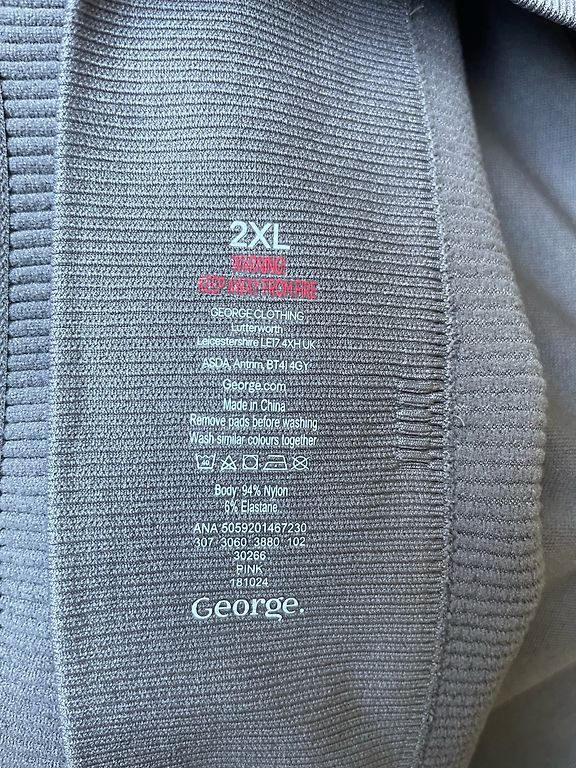 2XL
WARNING!
KEEP AWAY FROM FIRE
GEORGE CLOTHING,
Lutterworth
Leicestershire LE17 4XH UK
ASDA, Antrim, BT41 4GY
George.com
Made in China
Remove pads before washing
Wash similar colours together
Body: 94% Nylon
6% Elastane
ANA 5059201467230
307 3060 3880 102
30266
PINK
181024
George.